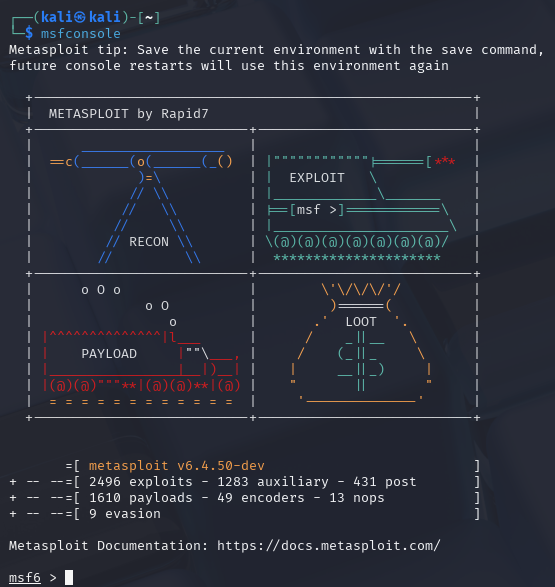 ┌──(kali㉿kali)-[~]
└─$ msfconsole
Metasploit tip: Save the current environment with the save command,
future console restarts will use this environment again
METASPLOIT by Rapid7
EXPLOIT
[msf >]
RECON
o O o
o O
o
PAYLOAD
LOOT
=[ metasploit v6.4.50-dev ]
+ -- --=[ 2496 exploits - 1283 auxiliary - 431 post ]
+ -- --=[ 1610 payloads - 49 encoders - 13 nops ]
+ -- --=[ 9 evasion ]
Metasploit Documentation: https://docs.metasploit.com/
msf6 >